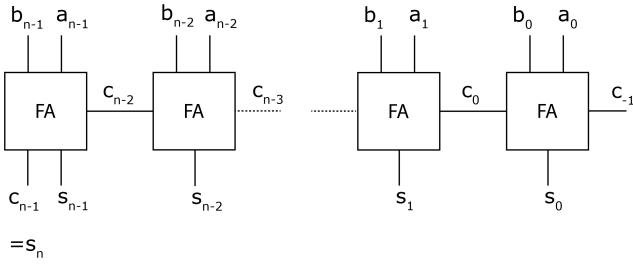 b_{n-1} a_{n-1} b_{n-2} a_{n-2} b_1 a_1 b_0 a_0
FA c_{n-2} FA c_{n-3} FA c_0 FA c_{-1}
c_{n-1} s_{n-1} s_{n-2} s_1 s_0
=s_n